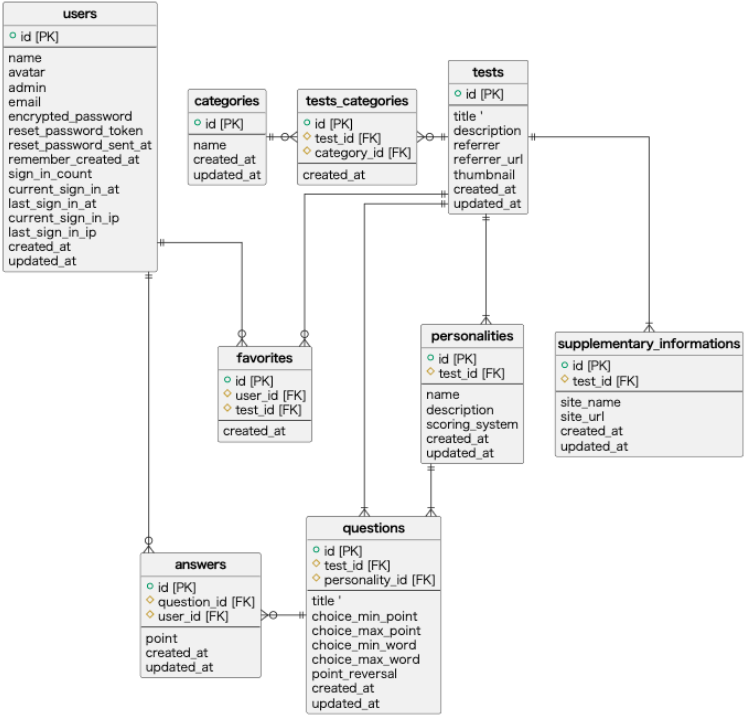 users
id [PK]
name
avatar
admin
email
encrypted_password
reset_password_token
reset_password_sent_at
remember_created_at
sign_in_count
current_sign_in_at
last_sign_in_at
current_sign_in_ip
last_sign_in_ip
created_at
updated_at
categories
id [PK]
name
created_at
updated_at
tests_categories
id [PK]
test_id [FK]
category_id [FK]
created_at
tests
id [PK]
title '
description
referrer
referrer_url
thumbnail
created_at
updated_at
favorites
id [PK]
user_id [FK]
test_id [FK]
created_at
personalities
id [PK]
test_id [FK]
name
description
scoring_system
created_at
updated_at
supplementary_informations
id [PK]
test_id [FK]
site_name
site_url
created_at
updated_at
answers
id [PK]
question_id [FK]
user_id [FK]
point
created_at
updated_at
questions
id [PK]
test_id [FK]
personality_id [FK]
title '
choice_min_point
choice_max_point
choice_min_word
choice_max_word
point_reversal
created_at
updated_at